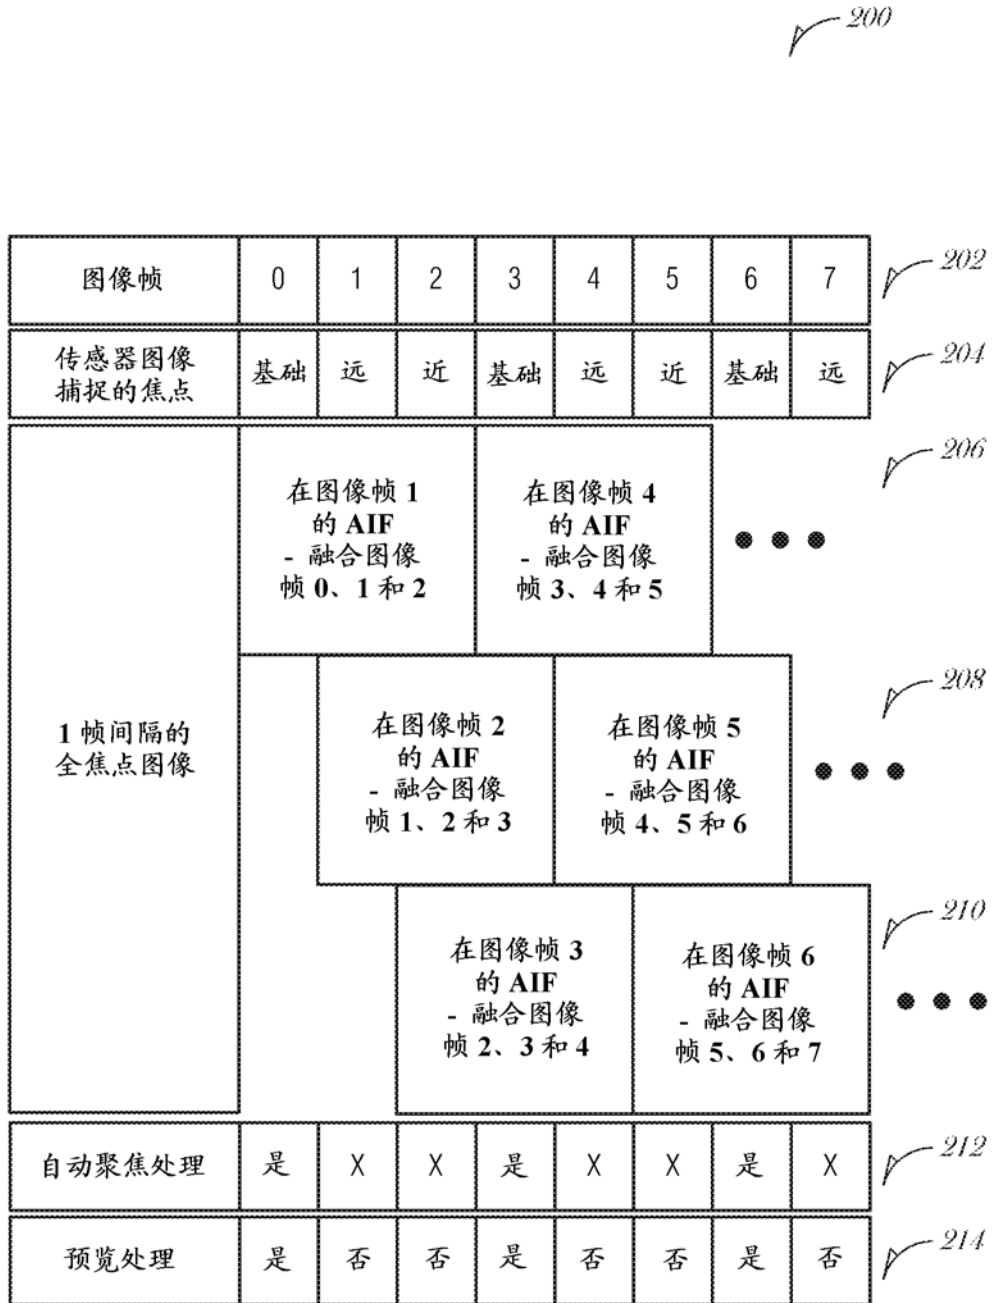 200
图像帧 0 1 2 3 4 5 6 7
202
传感器图像
捕捉的焦点
基础 远 近 基础 远 近 基础 远
204
1 帧间隔的
全焦点图像
在图像帧 1
的 AIF
- 融合图像
帧 0、1 和 2
在图像帧 4
的 AIF
- 融合图像
帧 3、4 和 5
206
在图像帧 2
的 AIF
- 融合图像
帧 1、2 和 3
在图像帧 5
的 AIF
- 融合图像
帧 4、5 和 6
208
在图像帧 3
的 AIF
- 融合图像
帧 2、3 和 4
在图像帧 6
的 AIF
- 融合图像
帧 5、6 和 7
210
自动聚焦处理 是 X X 是 X X 是 X
212
预览处理 是 否 否 是 否 否 是 否
214